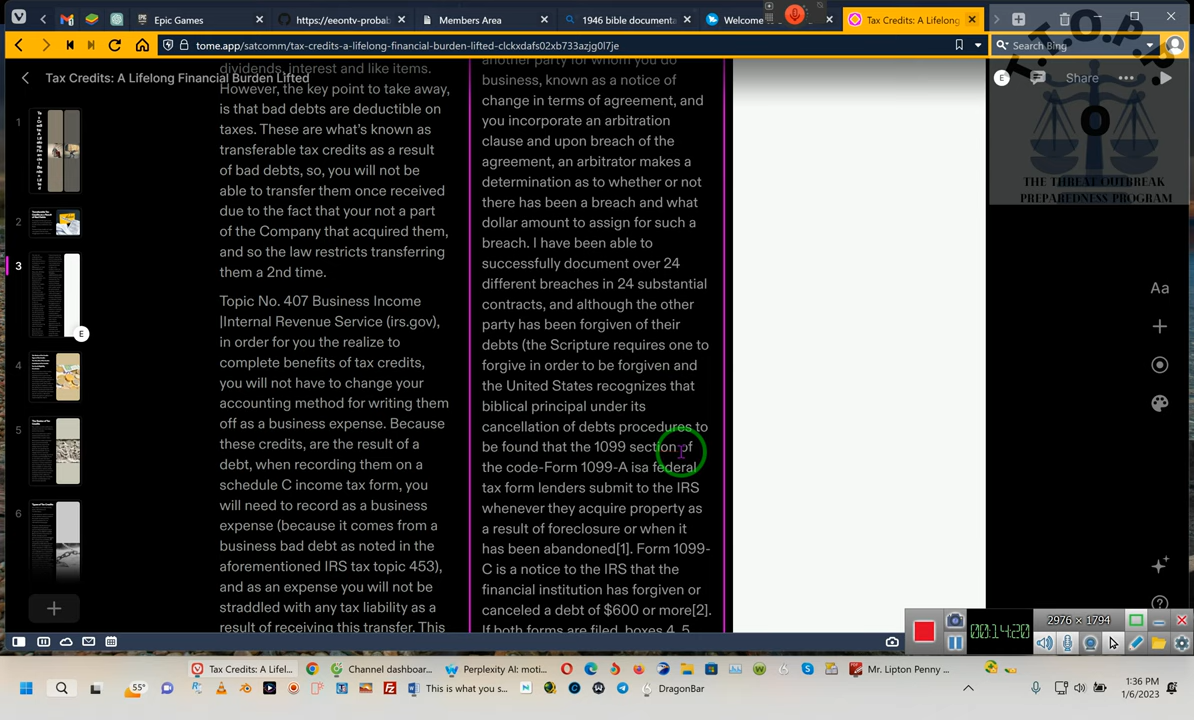 Epic Games
https://eeontv-probab
Members Area
1946 bible documenta
Welcome
Tax Credits: A Lifelong
tome.app/satcomm/tax-credits-a-lifelong-financial-burden-lifted-clckxdafs02xb733azjg0l7je
Search Bing
Tax Credits: A Lifelong Financial Burden Lifted
E
Share
T.T.O.P.P
O
THE THREAT OUTBREAK
PREPAREDNESS PROGRAM
1
2
3
E
4
5
6
dividends, interest and like items.
However, the key point to take away,
is that bad debts are deductible on
taxes. These are what's known as
transferable tax credits as a result
of bad debts, so, you will not be
able to transfer them once received
due to the fact that your not a part
of the Company that acquired them,
and so the law restricts transferring
them a 2nd time.
Topic No. 407 Business Income
|Internal Revenue Service (irs.gov),
in order for you the realize to
complete benefits of tax credits,
you will not have to change your
accounting method for writing them
off as a business expense. Because
these credits, are the result of a
debt, when recording them on a
schedule C income tax form, you
will need to record as a business
expense (because it comes from a
business bad debt as noted in the
aforementioned IRS tax topic 453),
and as an expense you will not be
straddled with any tax liability as a
result of receiving this transfer. This
another party for whom you do
business, known as a notice of
change in terms of agreement, and
you incorporate an arbitration
clause and upon breach of the
agreement, an arbitrator makes a
determination as to whether or not
there has been a breach and what
dollar amount to assign for such a
breach. I have been able to
successfully document over 24
different breaches in 24 substantial
contracts, and although the other
party has been forgiven of their
debts (the Scripture requires one to
forgive in order to be forgiven and
the United States recognizes that
biblical principal under its
cancellation of debts procedures to
be found that the 1099 section of
the code-Form 1099-A isa federal
tax form lenders submit to the IRS
whenever they acquire property as
a result of foreclosure or when it
has been abandoned[1]. Form 1099-
C is a notice to the IRS that the
financial institution has forgiven or
canceled a debt of $600 or more[2].
If both forms are filed, boxes 4, 5
Aa
00:14:20
2976 × 1794
Tax Credits: A Lifel...
Channel dashboar...
Perplexity AI: moti...
Mr. Lipton Penny ...
55°
This is what you s...
DragonBar
1:36 PM
1/6/2023